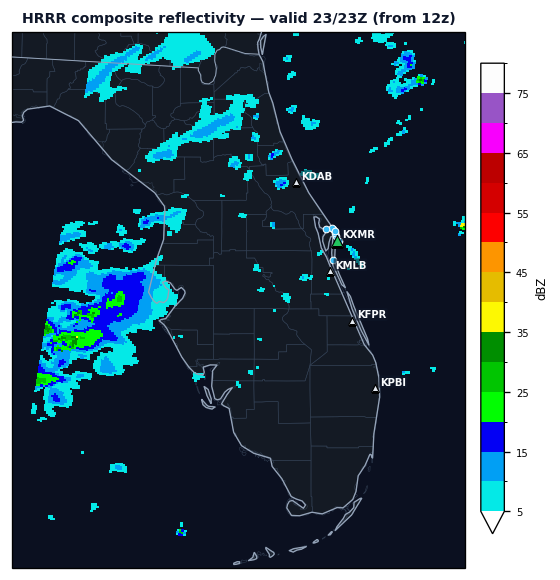 HRRR composite reflectivity — valid 23/23Z (from 12z)
KDAB
KXMR
KMLB
KFPR
KPBI
75
65
55
45
35
25
15
5
dBZ